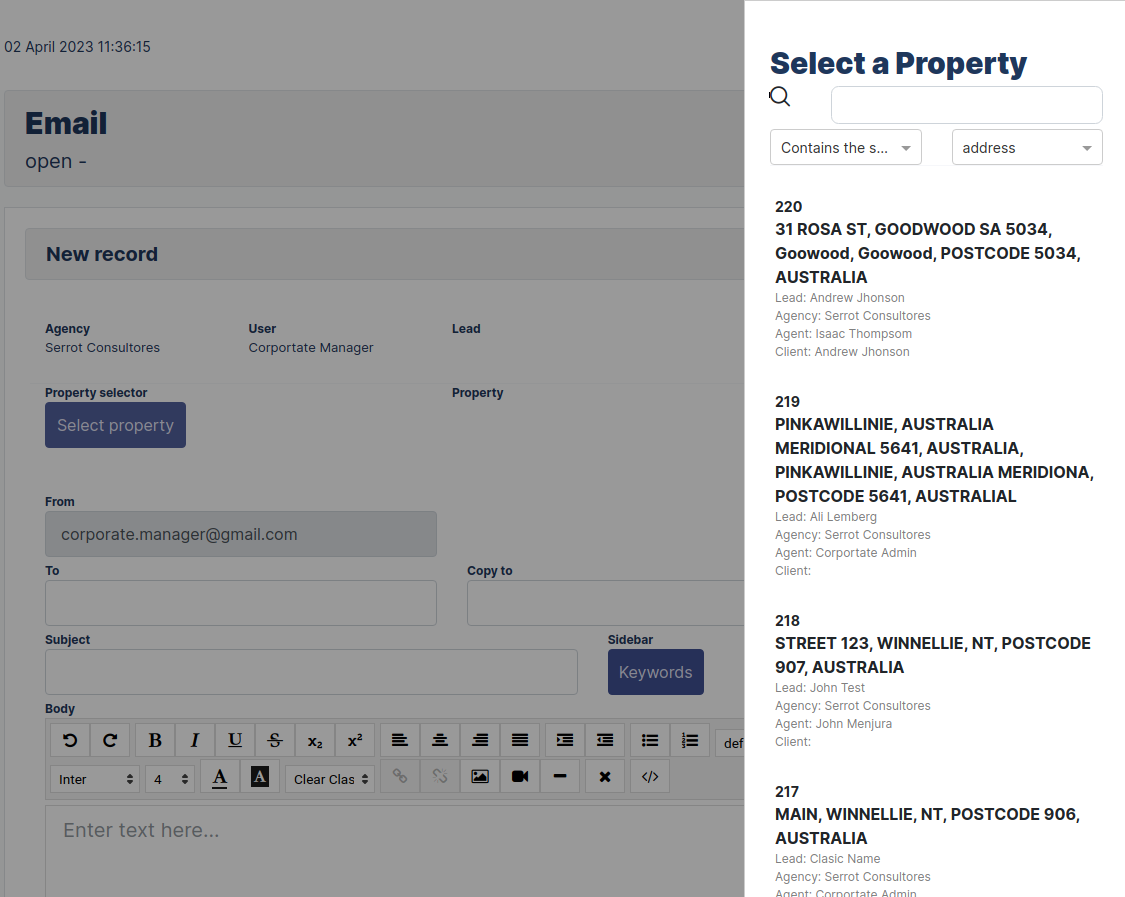 02 April 2023 11:36:15
Email
open -
New record
Agency
User
Lead
Serrot Consultores
Corportate Manager
Property selector
Property
Select property
From
corporate.manager@gmail.com
To
Copy to
Subject
Sidebar
Keywords
Body
B I U S x₂ x²
def
Inter
4
A
A
Clear Clas
</>
Enter text here...
Select a Property
Contains the s...
address
220
31 ROSA ST, GOODWOOD SA 5034,
Goowood, Goowood, POSTCODE 5034,
AUSTRALIA
Lead: Andrew Jhonson
Agency: Serrot Consultores
Agent: Isaac Thompsom
Client: Andrew Jhonson
219
PINKAWILLINIE, AUSTRALIA
MERIDIONAL 5641, AUSTRALIA,
PINKAWILLINIE, AUSTRALIA MERIDIONA,
POSTCODE 5641, AUSTRALIAL
Lead: Ali Lemberg
Agency: Serrot Consultores
Agent: Corportate Admin
Client:
218
STREET 123, WINNELLIE, NT, POSTCODE
907, AUSTRALIA
Lead: John Test
Agency: Serrot Consultores
Agent: John Menjura
Client:
217
MAIN, WINNELLIE, NT, POSTCODE 906,
AUSTRALIA
Lead: Clasic Name
Agency: Serrot Consultores
Agent: Corportate Admin